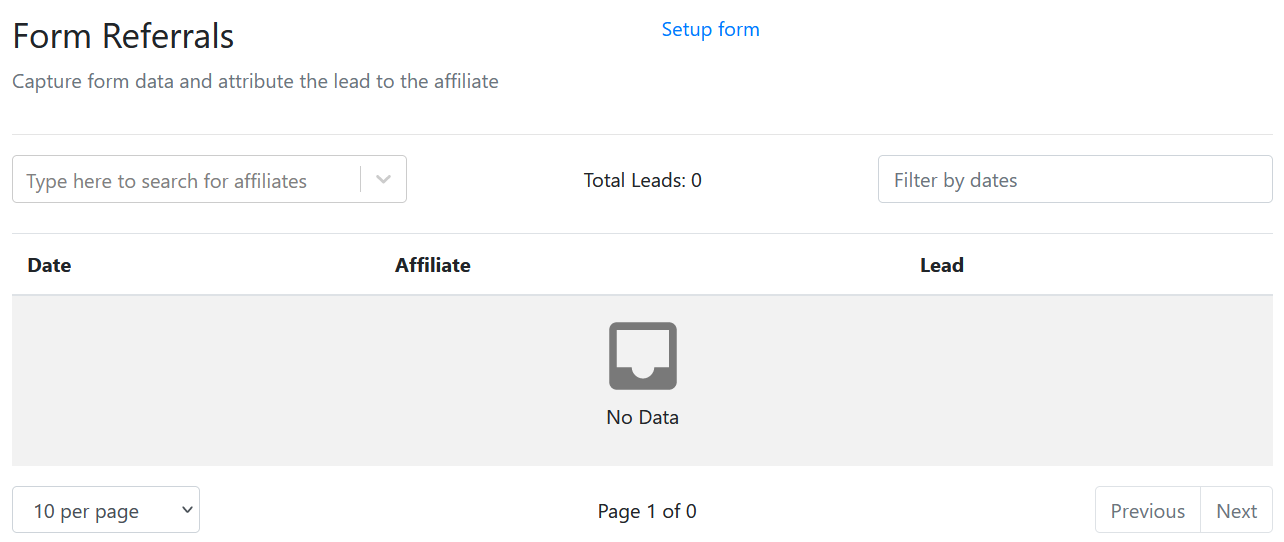 Form Referrals
Setup form
Capture form data and attribute the lead to the affiliate
Type here to search for affiliates
Total Leads: 0
Filter by dates
Date Affiliate Lead
No Data
10 per page
Page 1 of 0
Previous Next